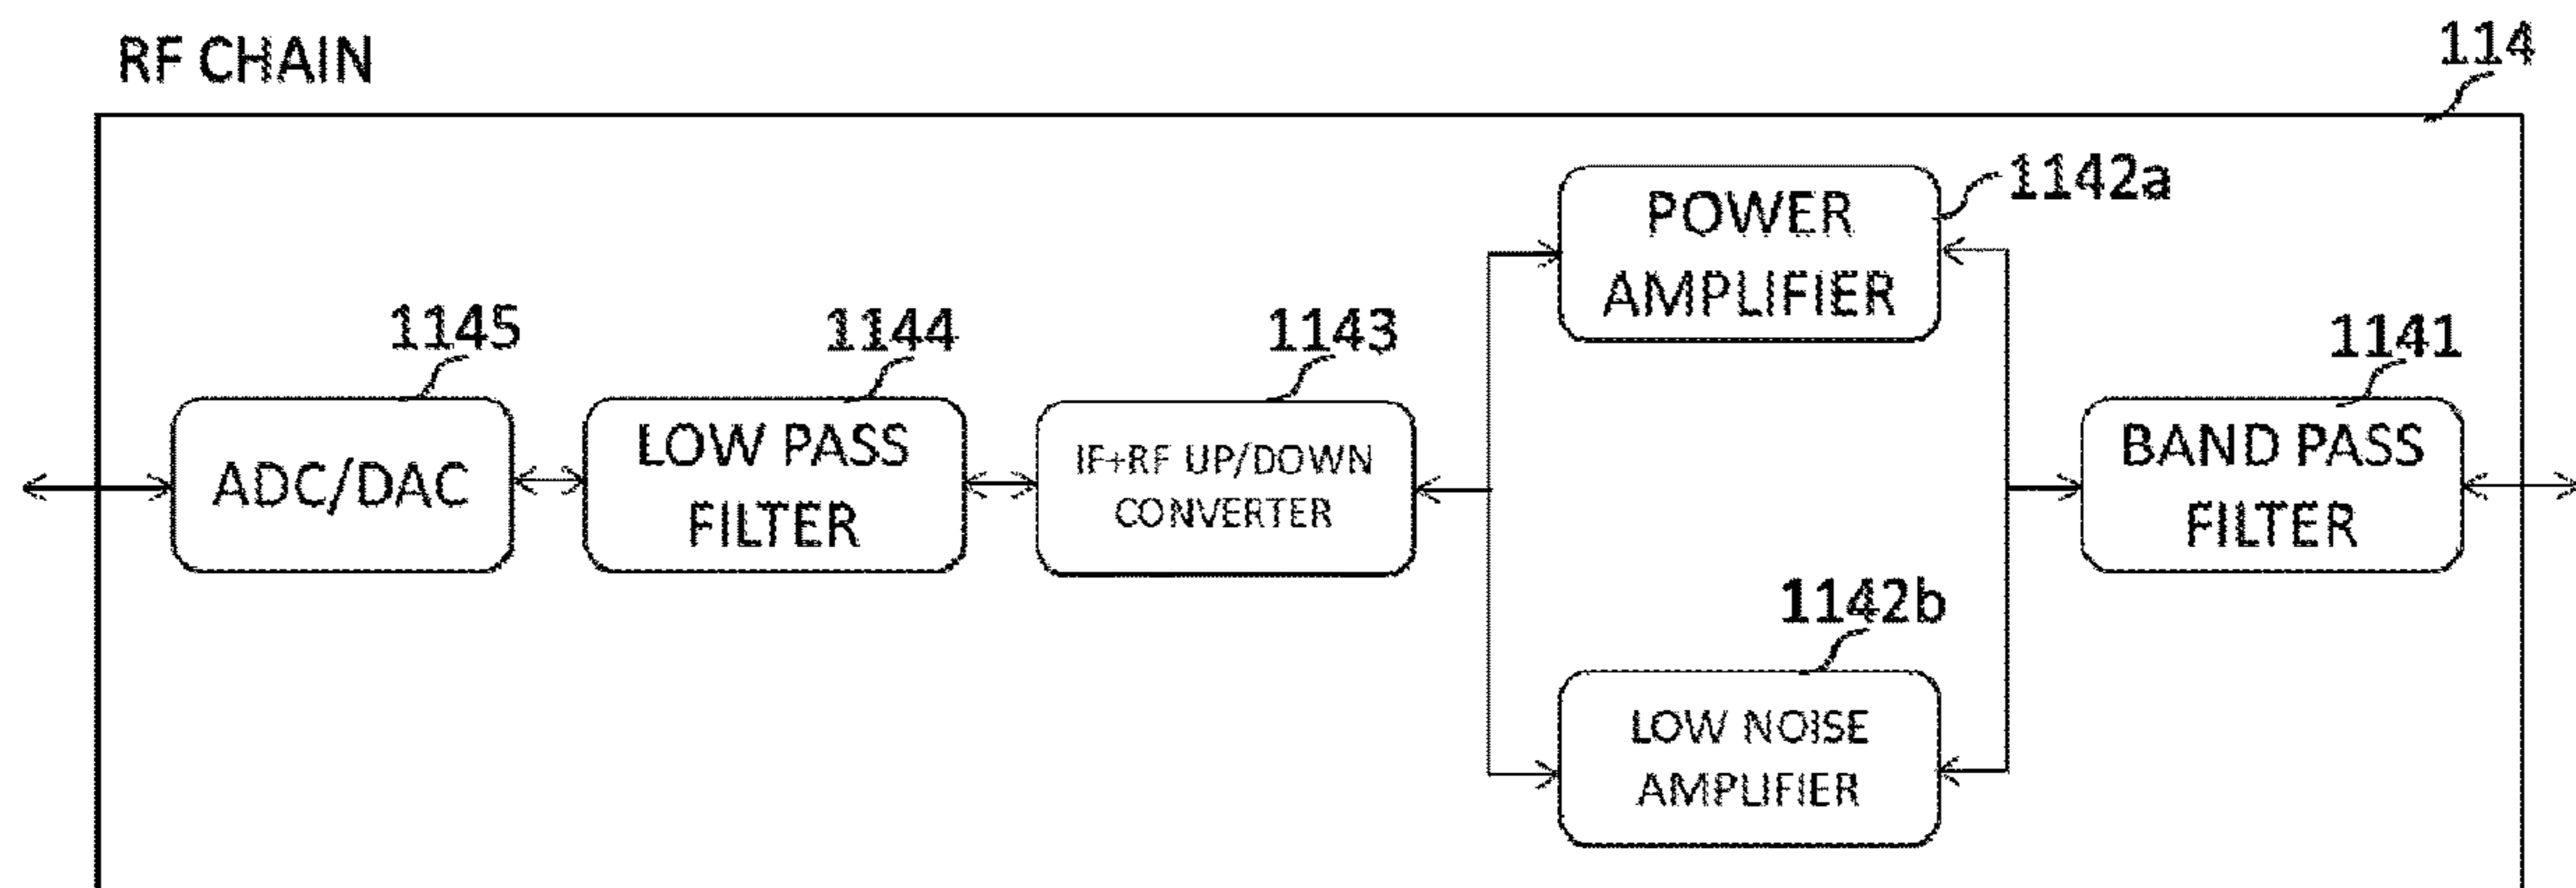 RF CHAIN
114
POWER
AMPLIFIER
1142a
1145
ADC/DAC
1144
LOW PASS
FILTER
1143
IF+RF UP/DOWN
CONVERTER
1141
BAND PASS
FILTER
1142b
LOW NOISE
AMPLIFIER